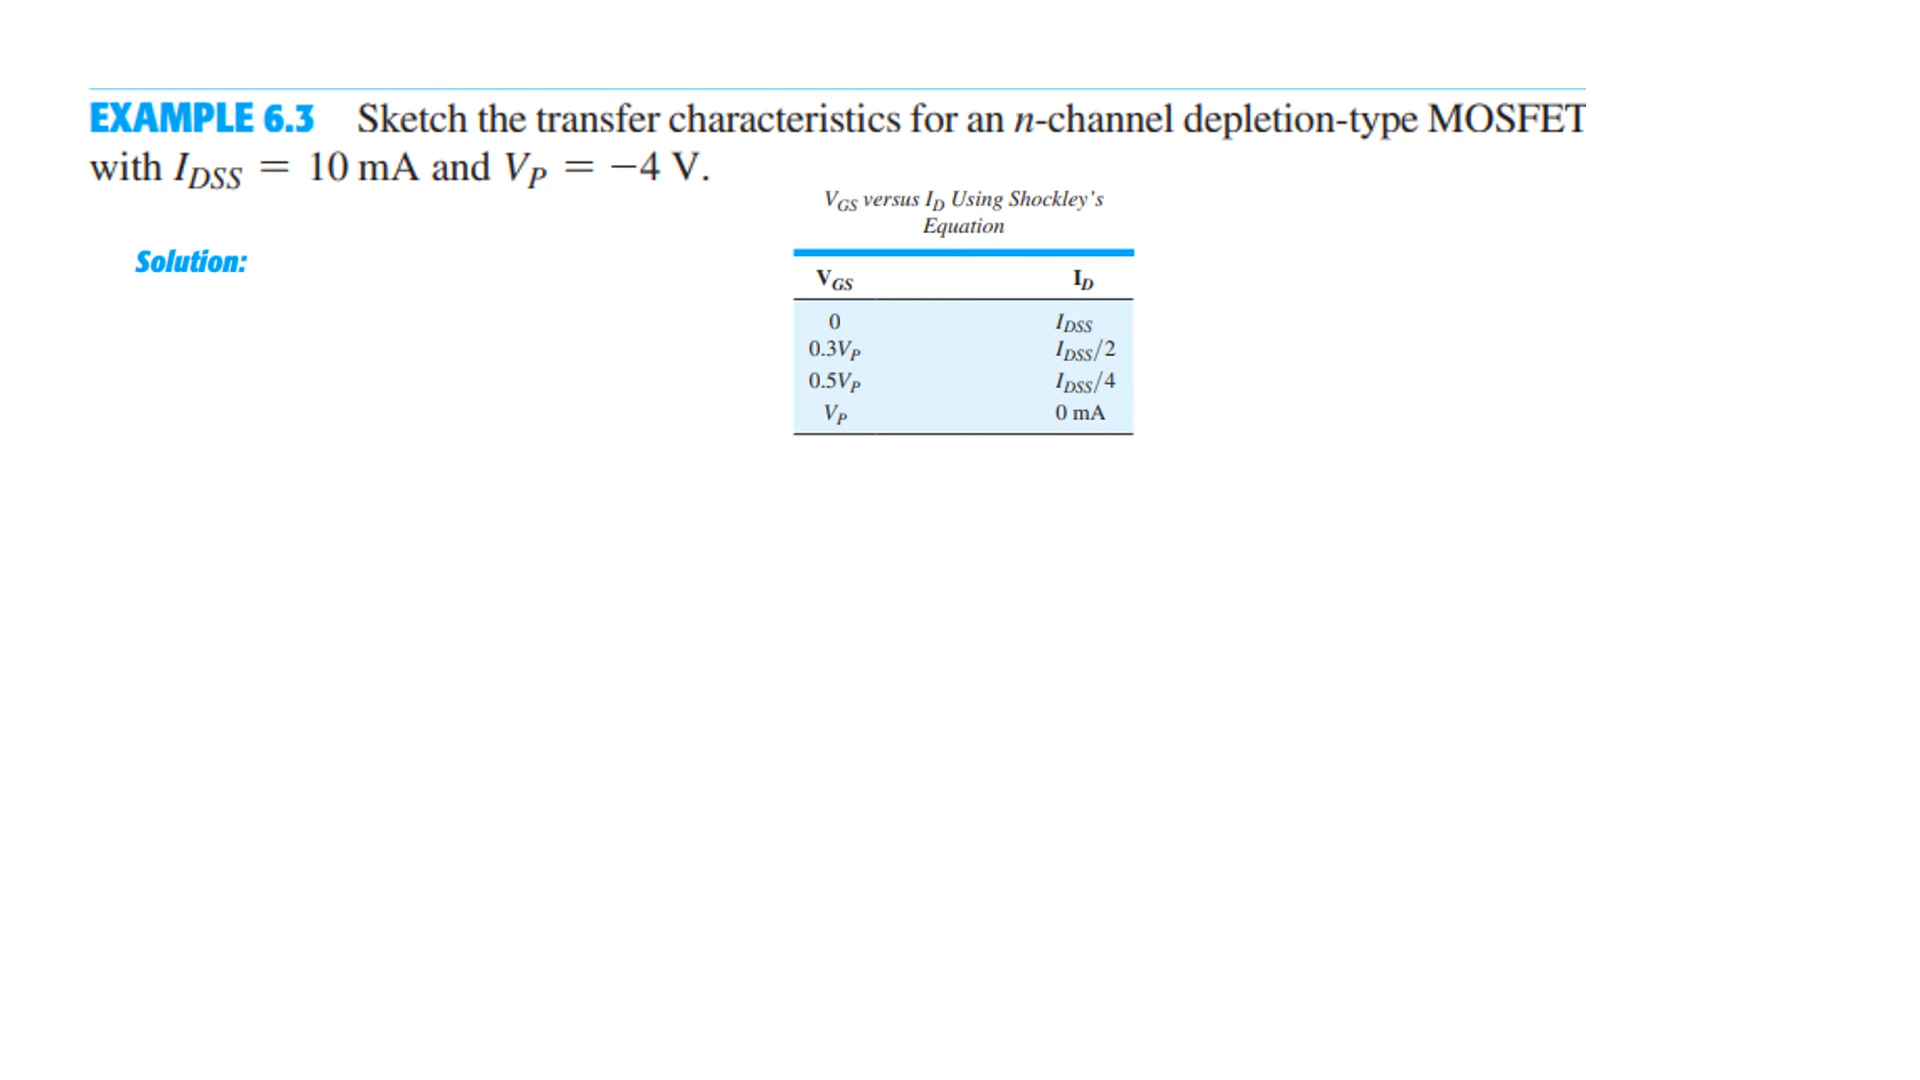 EXAMPLE 6.3 Sketch the transfer characteristics for an n-channel depletion-type MOSFET
with IDSS = 10 mA and VP = −4 V.
VGS versus ID Using Shockley's
Equation
Solution:
VGS ID
0 IDSS
0.3VP IDSS/2
0.5VP IDSS/4
VP 0 mA